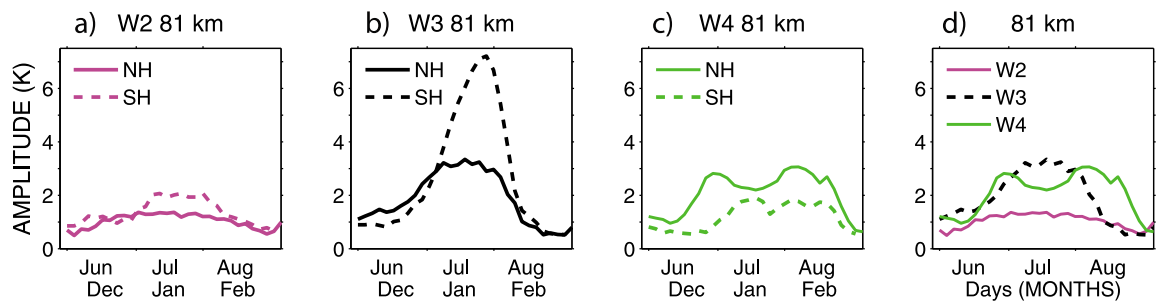 a) W2 81 km
b) W3 81 km
c) W4 81 km
d) 81 km
AMPLITUDE (K)
6
4
2
0
NH
SH
Jun Jul Aug
Dec Jan Feb
6
4
2
0
NH
SH
Jun Jul Aug
Dec Jan Feb
6
4
2
0
NH
SH
Jun Jul Aug
Dec Jan Feb
6
4
2
0
W2
W3
W4
Jun Jul Aug
Days (MONTHS)